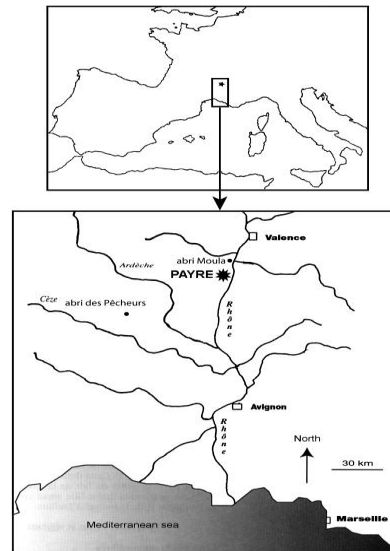 Valence
abri Moula
PAYRE
Ardèche
Cèze
abri des Pêcheurs
Rhône
Avignon
Rhône
North
30 km
Marseille
Mediterranean sea